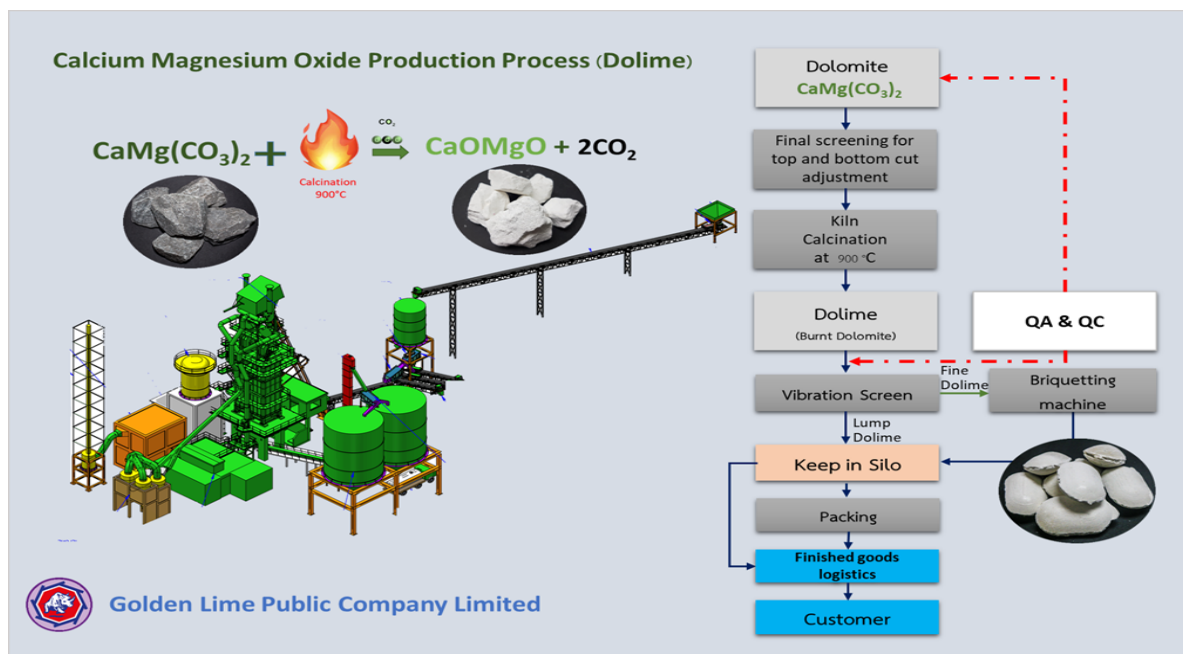 Calcium Magnesium Oxide Production Process (Dolime)
CaMg(CO₃)₂ +
Calcination
900°C
CO₂
CaOMgO + 2CO₂
Golden Lime Public Company Limited
Dolomite
CaMg(CO₃)₂
Final screening for
top and bottom cut
adjustment
Kiln
Calcination
at 900 °C
Dolime
(Burnt Dolomite)
QA & QC
Vibration Screen
Fine
Dolime
Briquetting
machine
Lump
Dolime
Keep in Silo
Packing
Finished goods
logistics
Customer